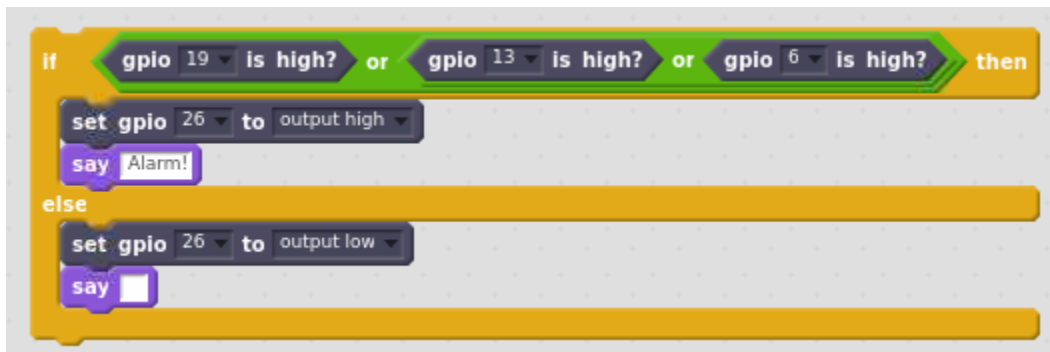 if gpio 19 is high? or gpio 13 is high? or gpio 6 is high? then
set gpio 26 to output high
say Alarm!
else
set gpio 26 to output low
say